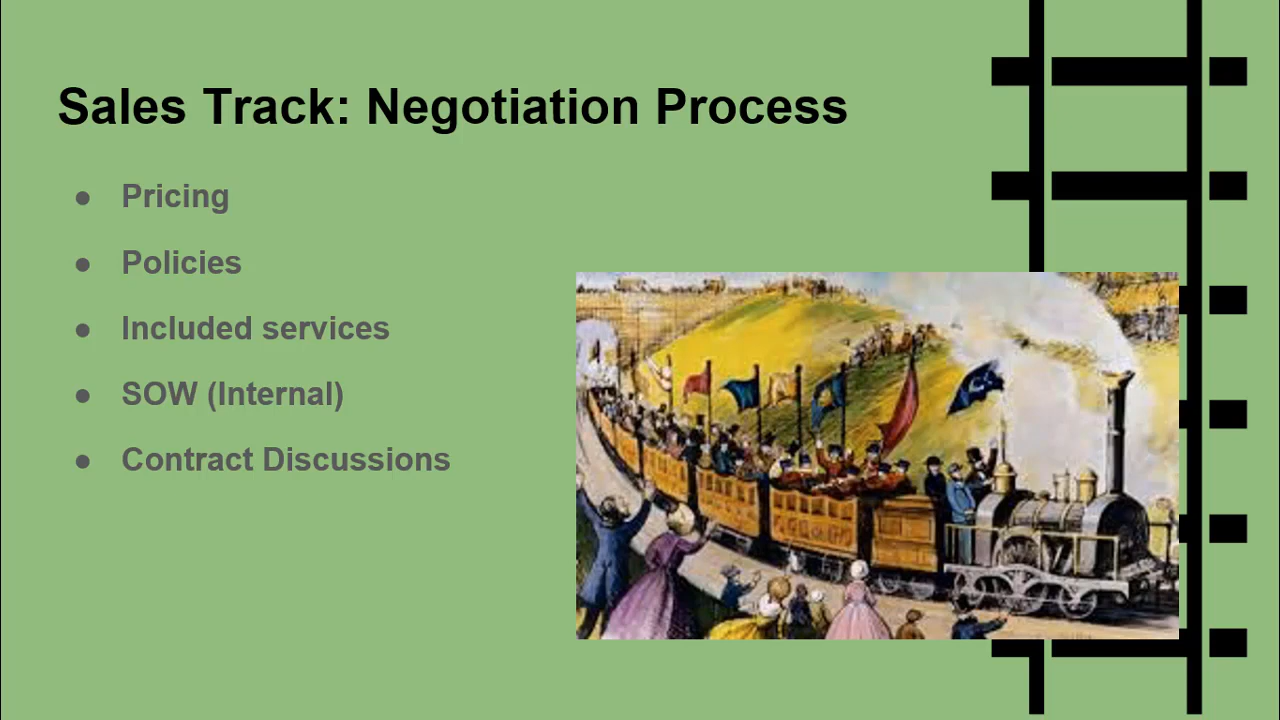 Sales Track: Negotiation Process
● Pricing
● Policies
● Included services
● SOW (Internal)
● Contract Discussions